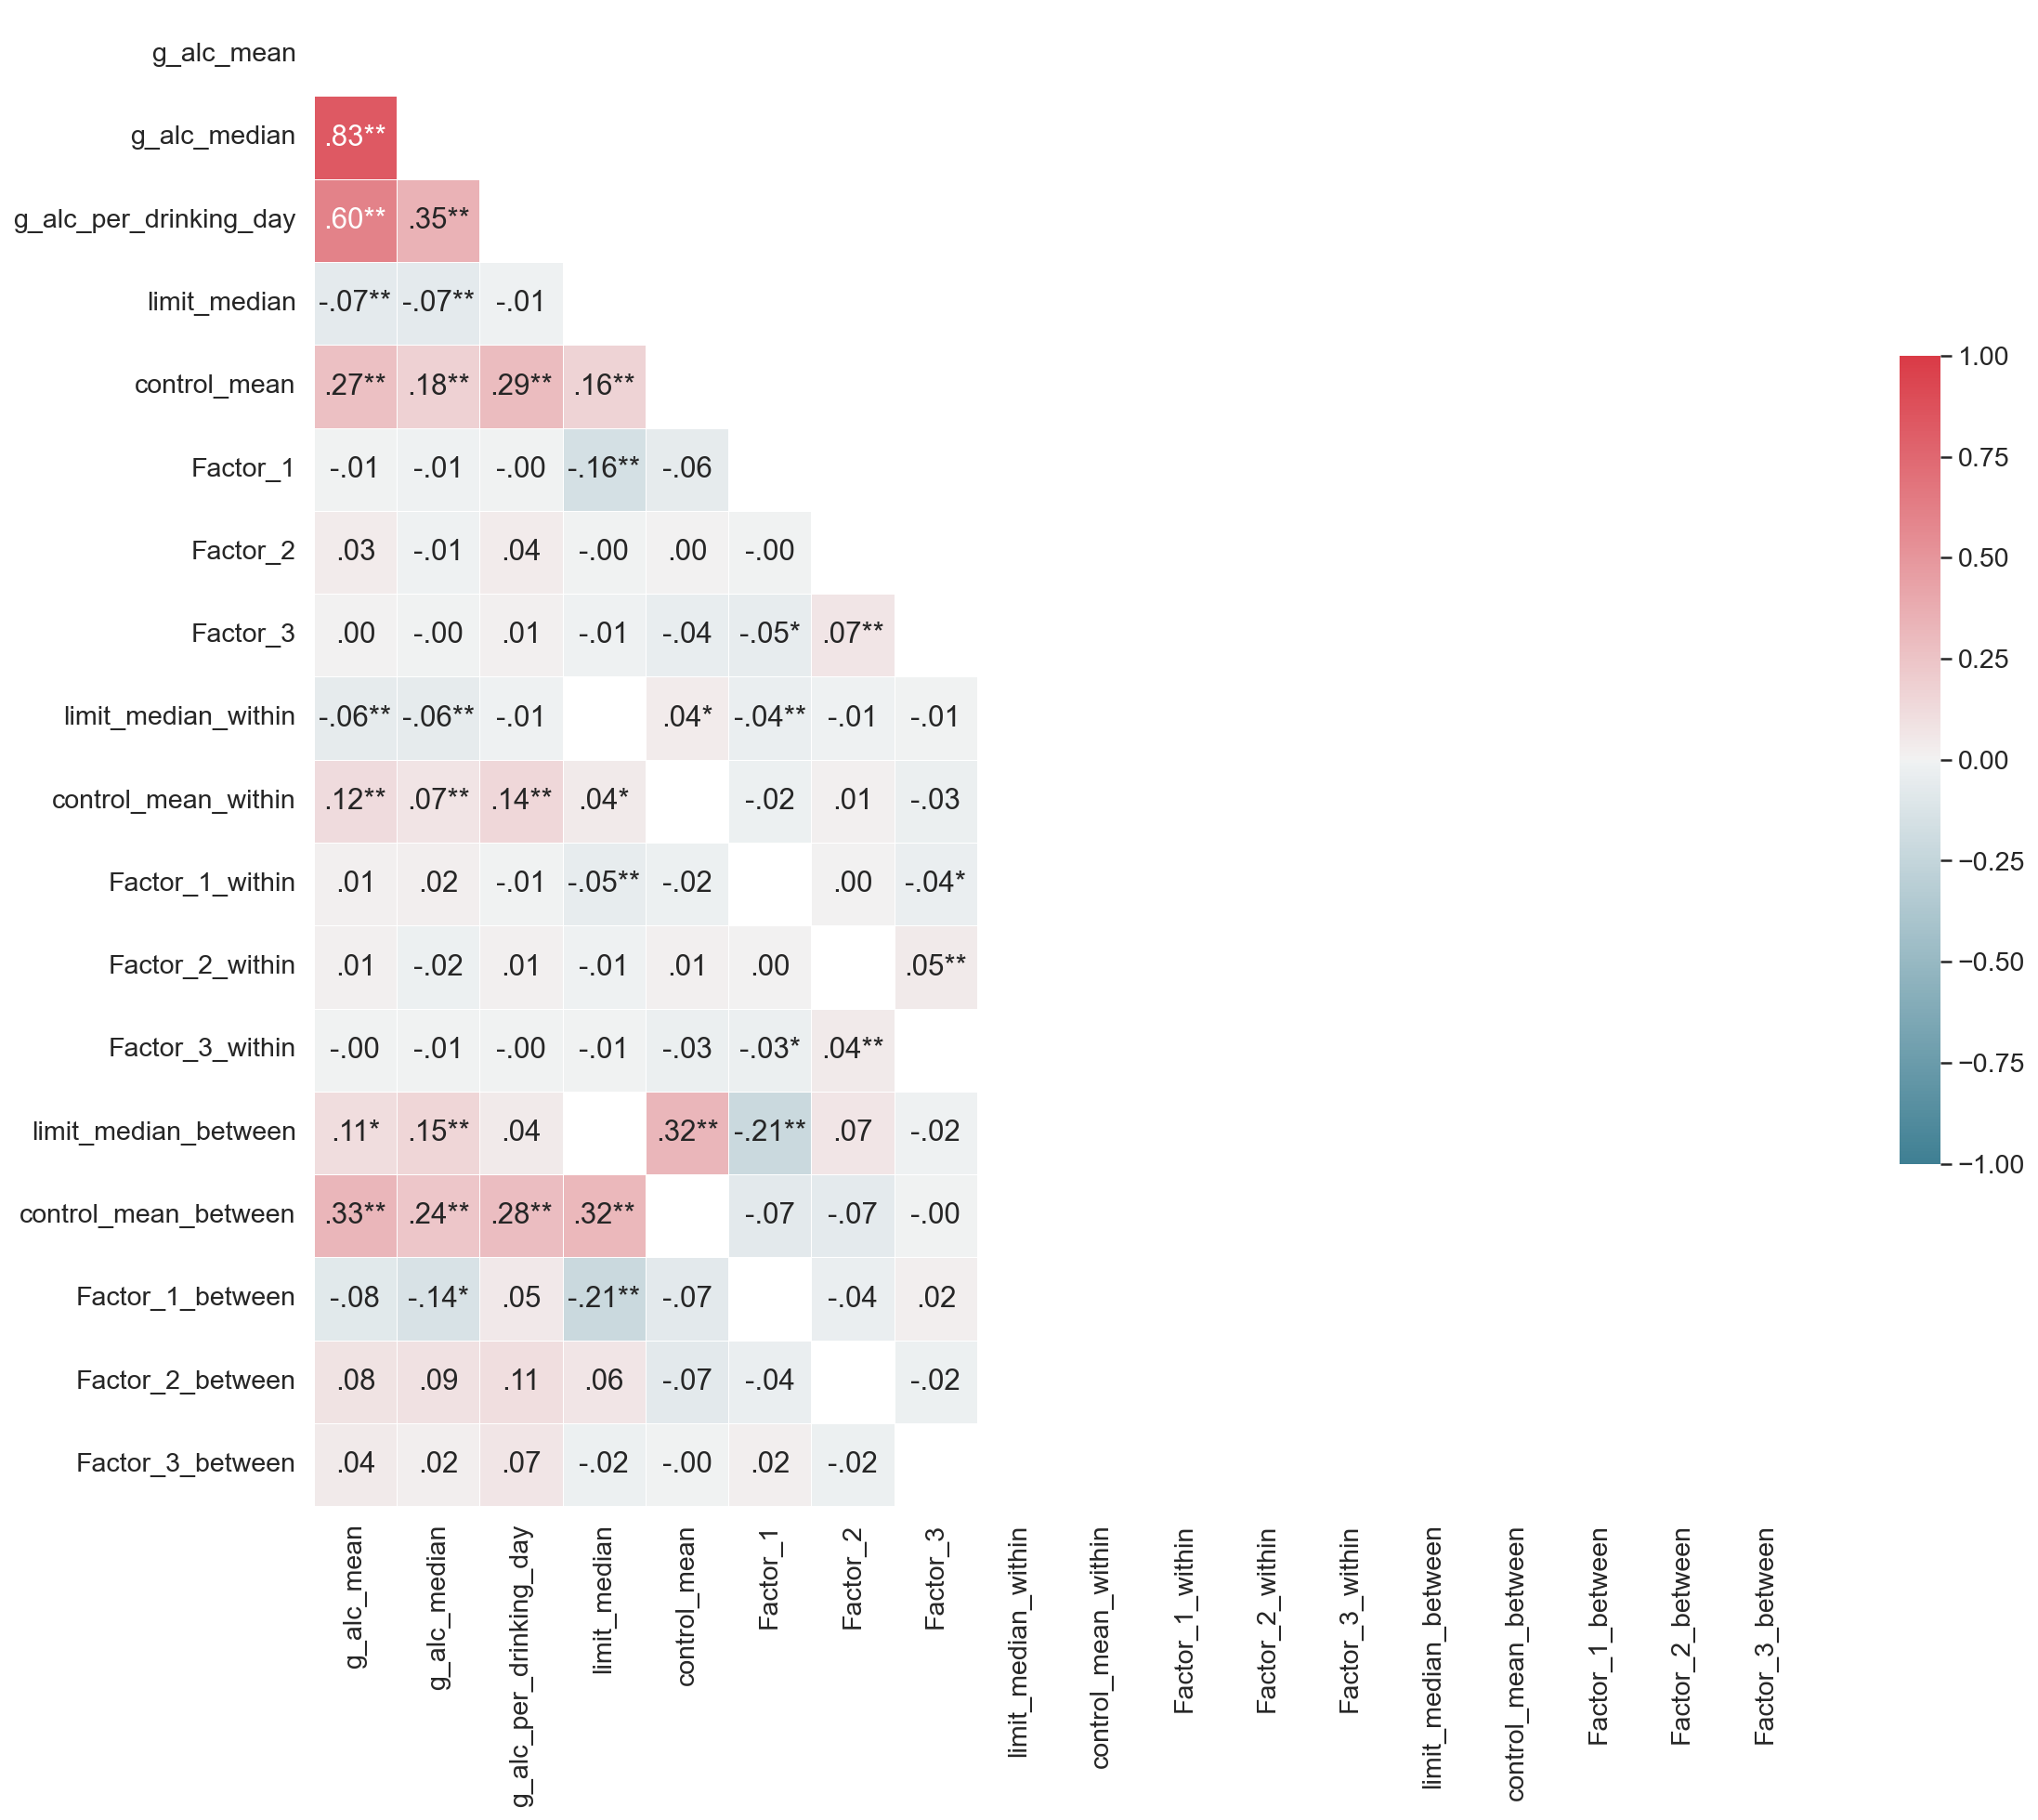 g_alc_mean
g_alc_median .83**
g_alc_per_drinking_day .60** .35**
limit_median -.07** -.07** -.01
control_mean .27** .18** .29** .16**
Factor_1 -.01 -.01 -.00 -.16** -.06
Factor_2 .03 -.01 .04 -.00 .00 -.00
Factor_3 .00 -.00 .01 -.01 -.04 -.05* .07**
limit_median_within -.06** -.06** -.01 .04* -.04** -.01 -.01
control_mean_within .12** .07** .14** .04* -.02 .01 -.03
Factor_1_within .01 .02 -.01 -.05** -.02 .00 -.04*
Factor_2_within .01 -.02 .01 -.01 .01 .00 .05**
Factor_3_within -.00 -.01 -.00 -.01 -.03 -.03* .04**
limit_median_between .11* .15** .04 .32** -.21** .07 -.02
control_mean_between .33** .24** .28** .32** -.07 -.07 -.00
Factor_1_between -.08 -.14* .05 -.21** -.07 -.04 .02
Factor_2_between .08 .09 .11 .06 -.07 -.04 -.02
Factor_3_between .04 .02 .07 -.02 -.00 .02 -.02
g_alc_mean
g_alc_median
g_alc_per_drinking_day
limit_median
control_mean
Factor_1
Factor_2
Factor_3
limit_median_within
control_mean_within
Factor_1_within
Factor_2_within
Factor_3_within
limit_median_between
control_mean_between
Factor_1_between
Factor_2_between
Factor_3_between
1.00
0.75
0.50
0.25
0.00
−0.25
−0.50
−0.75
−1.00